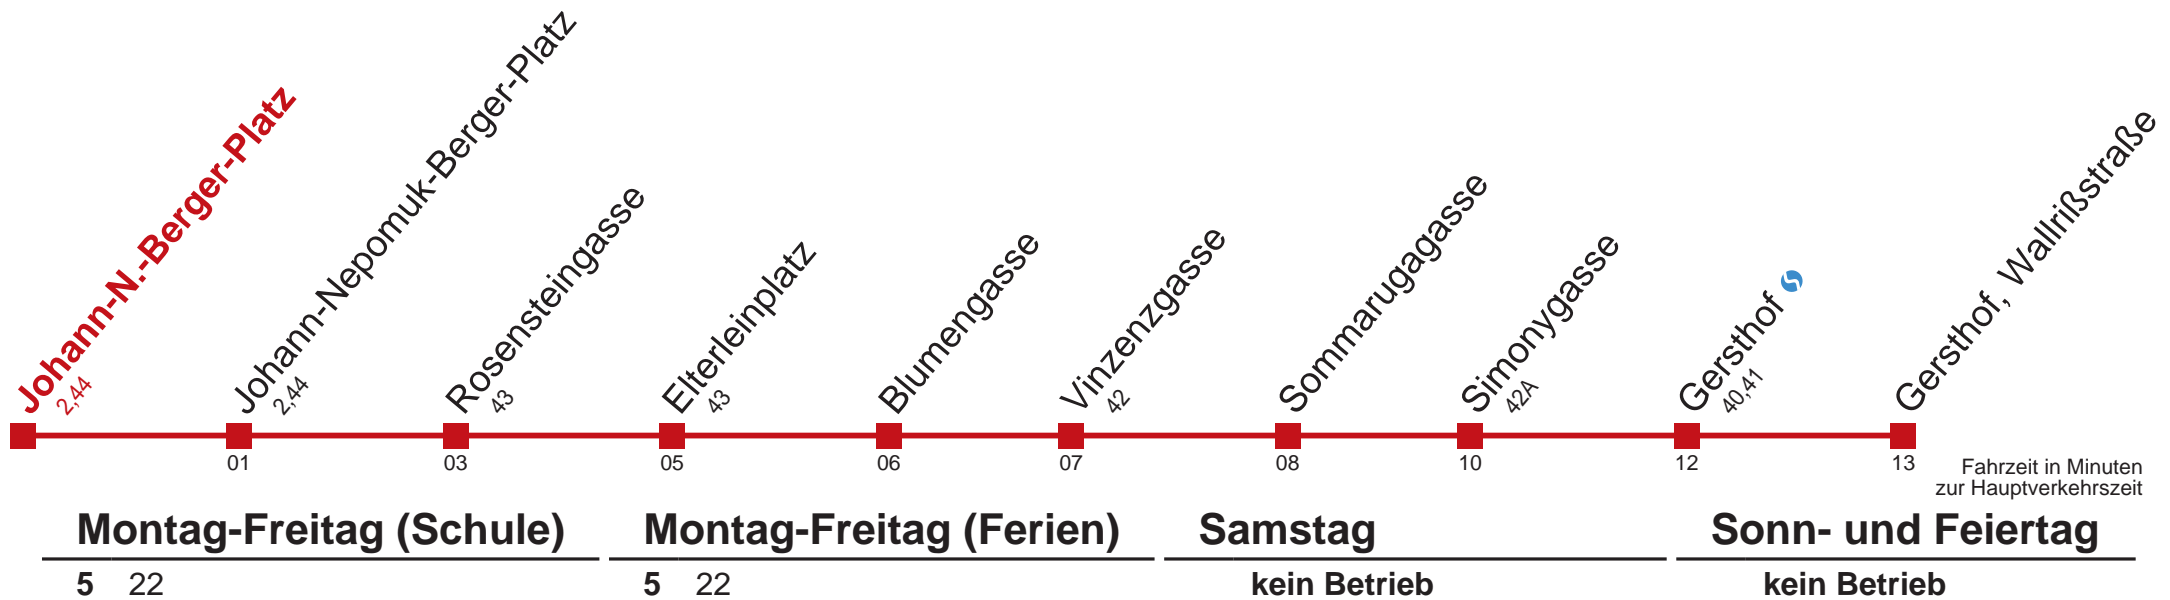 Johann-N.-Berger-Platz
2,44
Johann-Nepomuk-Berger-Platz
2,44
Rosensteingasse
43
Elterleinplatz
43
Blumengasse
Vinzenzgasse
42
Sommarugagasse
Simonygasse
42A
Gersthof
40,41
Gersthof, Wallrißstraße
01 03 05 06 07 08 10 12 13
Fahrzeit in Minuten
zur Hauptverkehrszeit
Montag-Freitag (Schule) Montag-Freitag (Ferien) Samstag Sonn- und Feiertag
5 22 5 22 kein Betrieb kein Betrieb